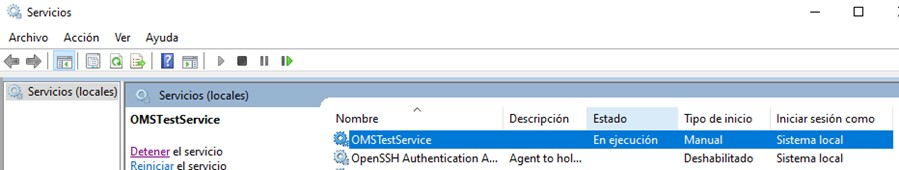 Servicios
Archivo Acción Ver Ayuda
Servicios (locales)
Servicios (locales)
OMSTestService
Detener el servicio
Reiniciar el servicio
Nombre Descripción Estado Tipo de inicio Iniciar sesión como
OMSTestService En ejecución Manual Sistema local
OpenSSH Authentication A... Agent to hol... Deshabilitado Sistema local